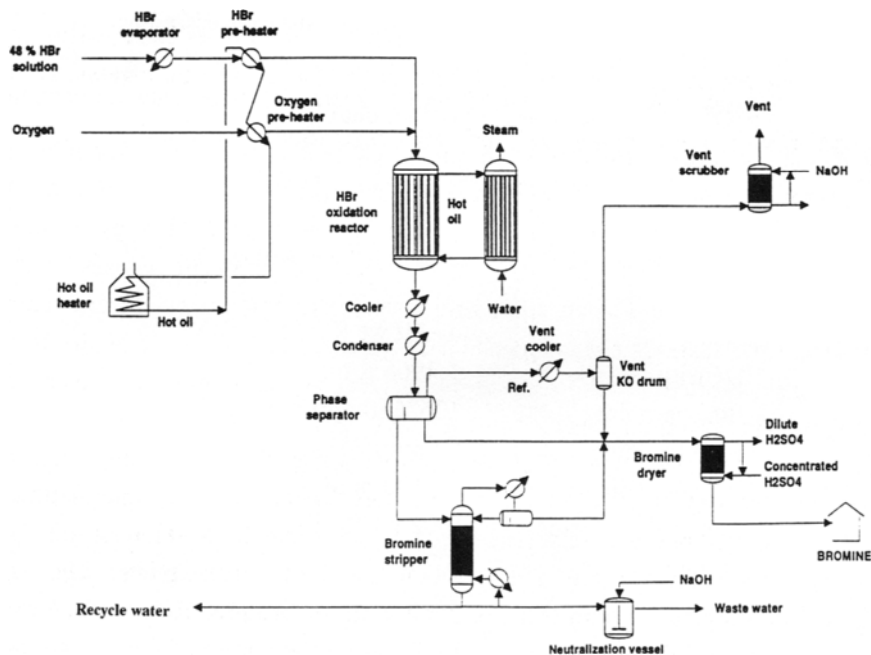 HBr
evaporator
HBr
pre-heater
48 % HBr
solution
Oxygen
pre-heater
Oxygen
Vent
Steam
Vent
scrubber
NaOH
HBr
oxidation
reactor
Hot
oil
Hot oil
heater
Hot oil
Water
Cooler
Condenser
Vent
cooler
Ref.
Vent
KO drum
Phase
separator
Dilute
H2SO4
Bromine
dryer
Concentrated
H2SO4
Bromine
stripper
BROMINE
NaOH
Recycle water
Waste water
Neutralization vessel